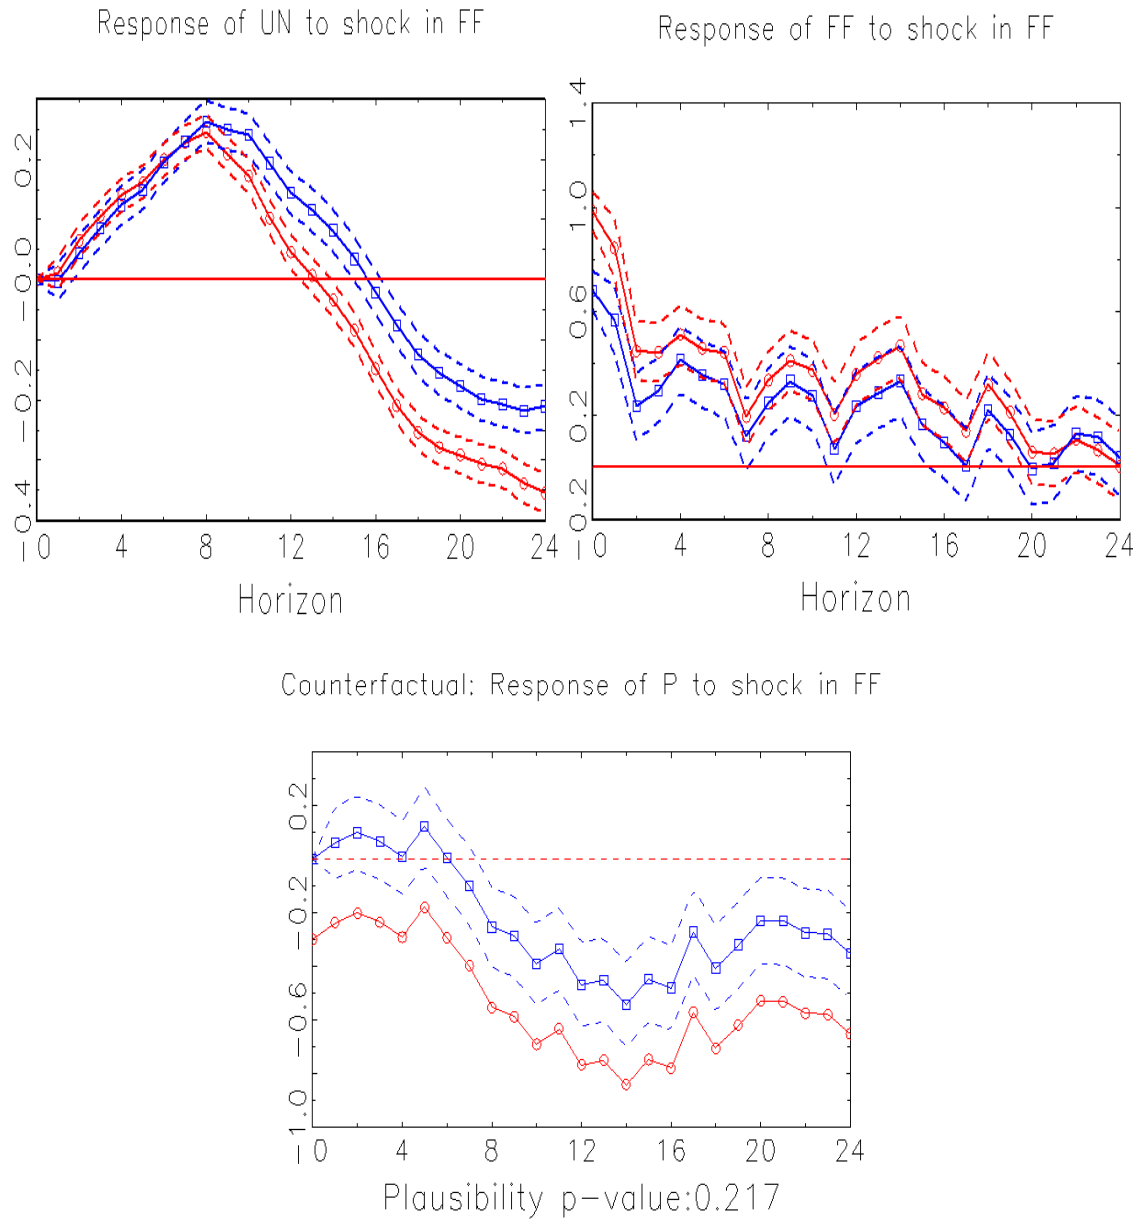 Response of UN to shock in FF
0.2
−0.0
−0.2
−0.4
0 4 8 12 16 20 24
Horizon
Response of FF to shock in FF
1.4
1.0
0.6
0.2
−0.2
0 4 8 12 16 20 24
Horizon
Counterfactual: Response of P to shock in FF
0.2
−0.2
−0.6
−1.0
0 4 8 12 16 20 24
Plausibility p−value:0.217